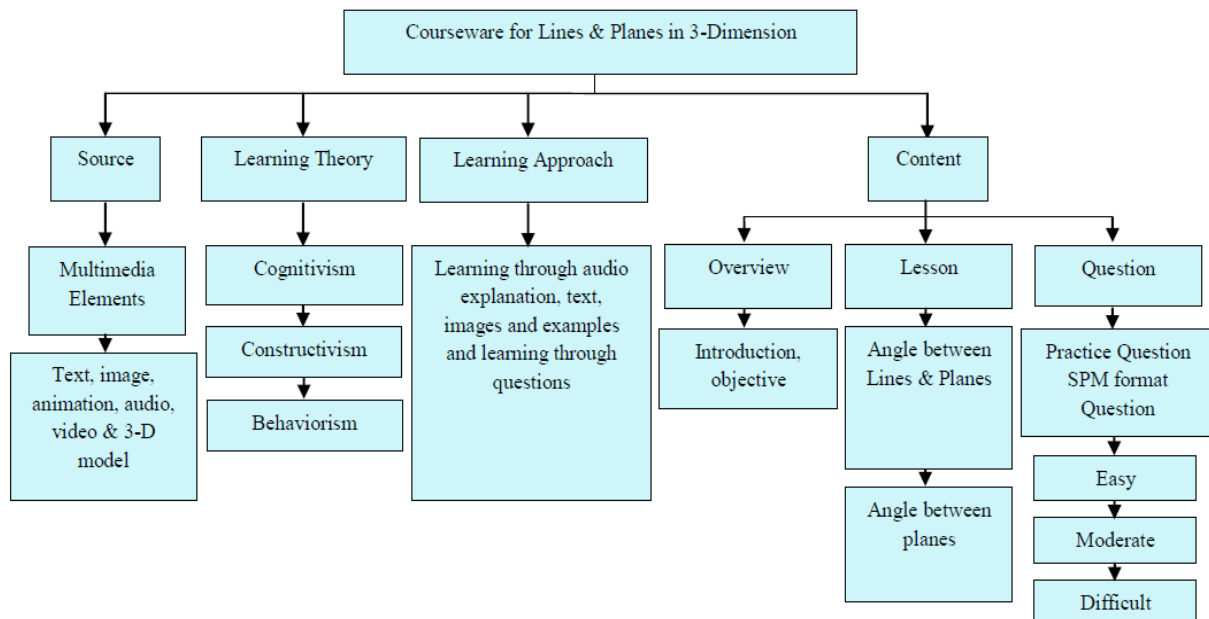 Courseware for Lines & Planes in 3-Dimension
Source
Learning Theory
Learning Approach
Content
Multimedia
Elements
Cognitivism
Learning through audio
explanation, text,
images and examples
and learning through
questions
Overview
Lesson
Question
Text, image,
animation, audio,
video & 3-D
model
Constructivism
Behaviorism
Introduction,
objective
Angle between
Lines & Planes
Practice Question
SPM format
Question
Angle between
planes
Easy
Moderate
Difficult